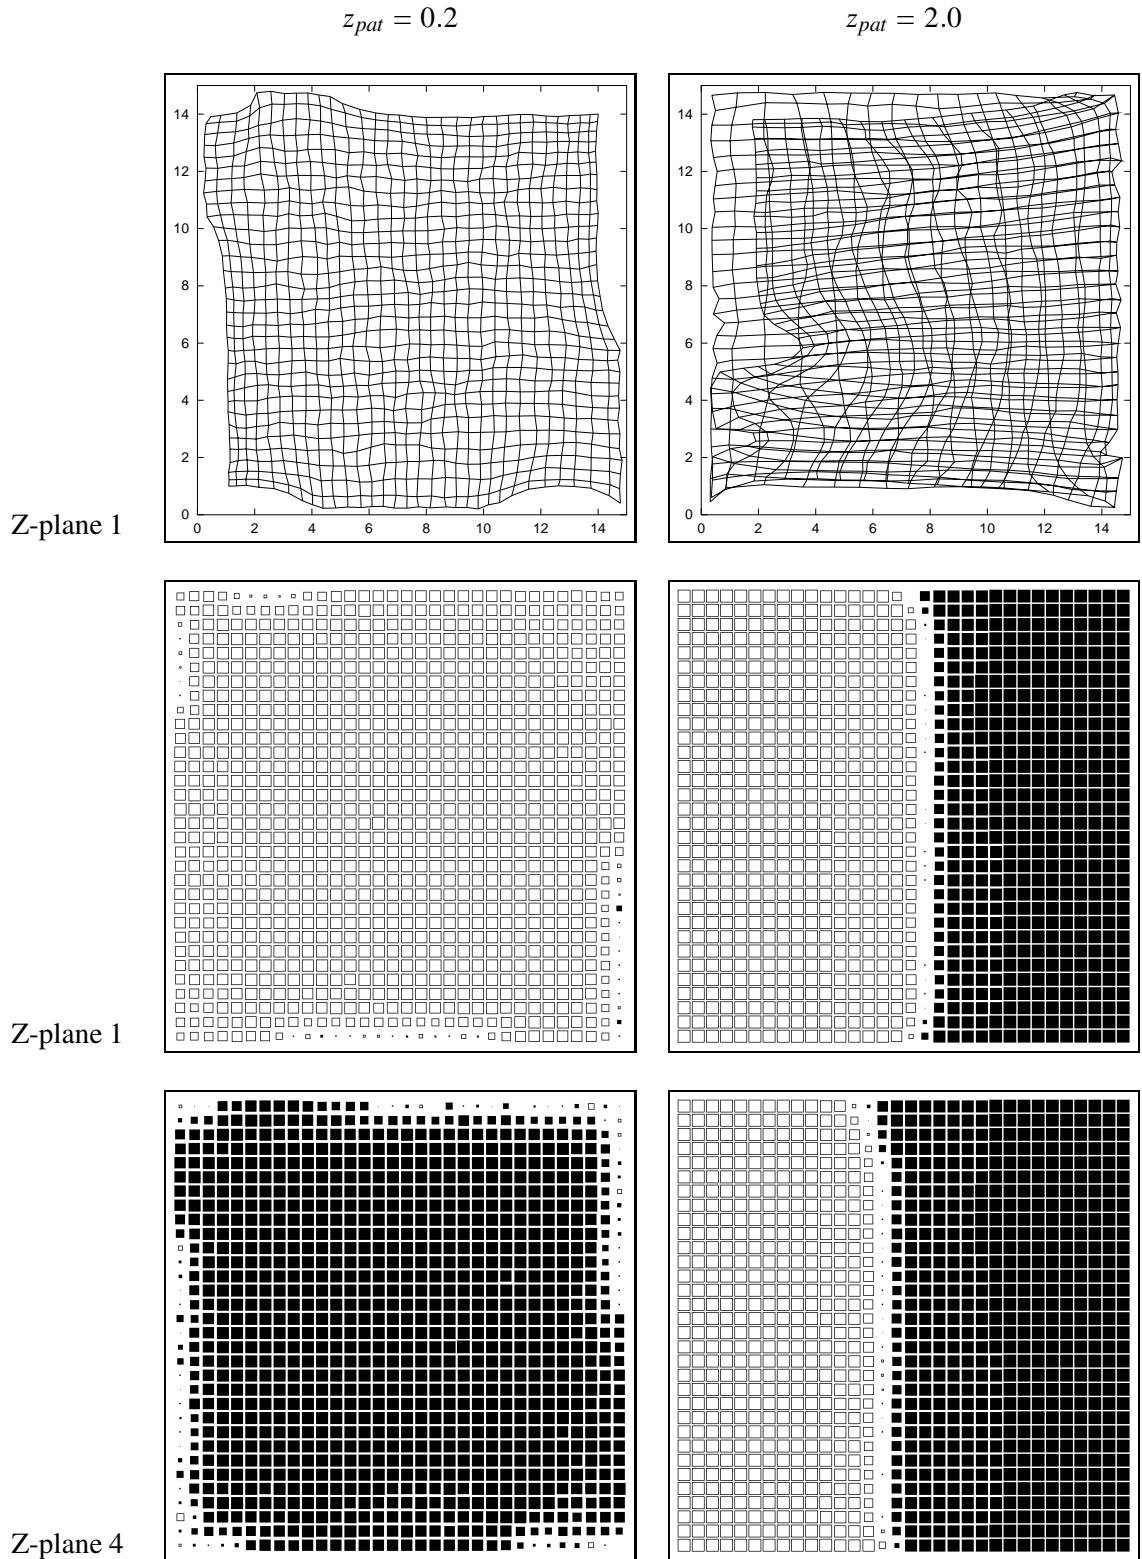 z_pat = 0.2 z_pat = 2.0
14 14
12 12
10 10
8 8
6 6
4 4
2 2
0 0
0 2 4 6 8 10 12 14 0 2 4 6 8 10 12 14
Z-plane 1
Z-plane 1
Z-plane 4